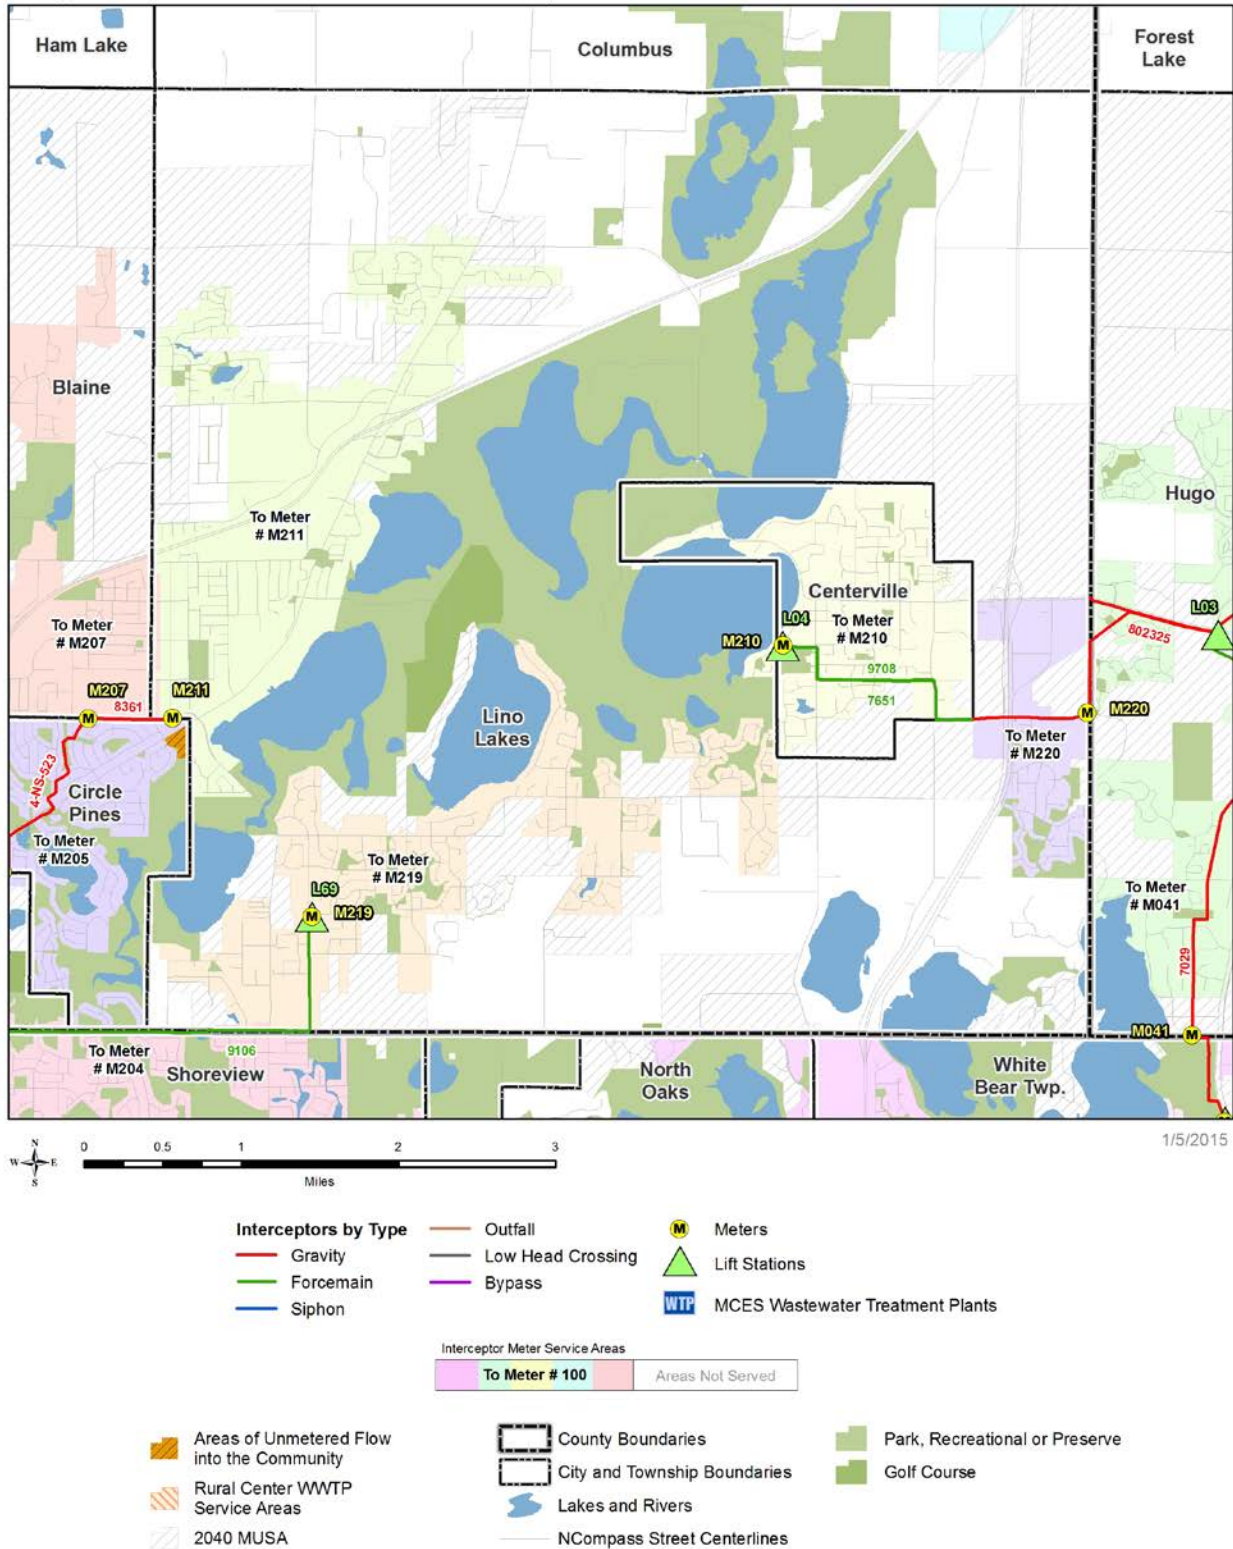 Ham Lake
Columbus
Forest
Lake
Blaine
Hugo
To Meter
# M211
To Meter
# M207
Centerville
To Meter
# M210
L04
M210
9708
7651
L03
802325
M207
8361
M211
M220
To Meter
# M220
Lino
Lakes
4-NS-523
Circle
Pines
To Meter
# M205
To Meter
# M219
L69
M219
To Meter
# M041
7029
M041
To Meter
# M204
9106
Shoreview
North
Oaks
White
Bear Twp.
1/5/2015
N
W E
S
0 0.5 1 2 3
Miles
Interceptors by Type
Gravity
Forcemain
Siphon
Outfall
Low Head Crossing
Bypass
M Meters
Lift Stations
WTP MCES Wastewater Treatment Plants
Interceptor Meter Service Areas
To Meter # 100 Areas Not Served
Areas of Unmetered Flow
into the Community
Rural Center WWTP
Service Areas
2040 MUSA
County Boundaries
City and Township Boundaries
Lakes and Rivers
NCompass Street Centerlines
Park, Recreational or Preserve
Golf Course